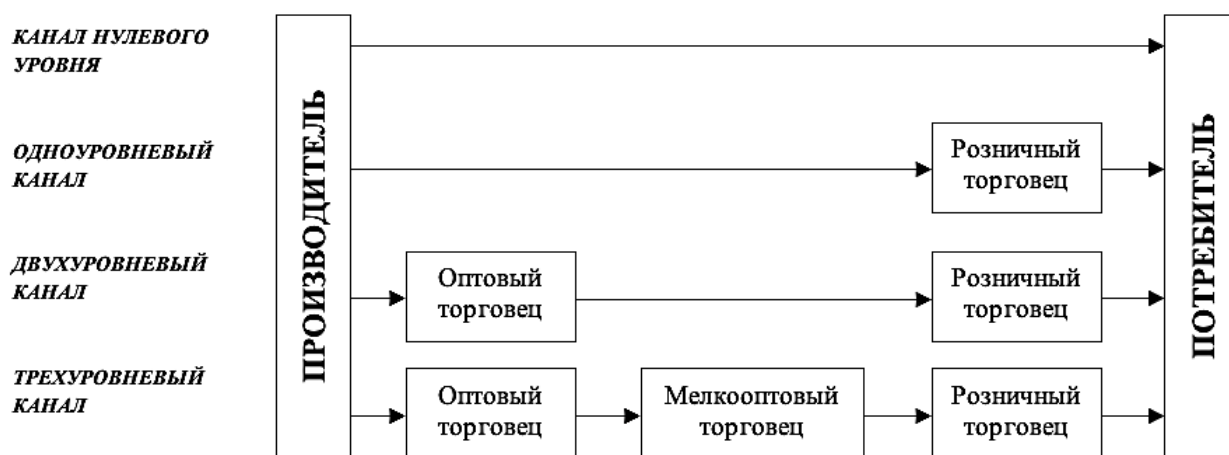 КАНАЛ НУЛЕВОГО
УРОВНЯ
ПРОИЗВОДИТЕЛЬ
ПОТРЕБИТЕЛЬ
ОДНОУРОВНЕВЫЙ
КАНАЛ
Розничный
торговец
ДВУХУРОВНЕВЫЙ
КАНАЛ
Оптовый
торговец
Розничный
торговец
ТРЕХУРОВНЕВЫЙ
КАНАЛ
Оптовый
торговец
Мелкооптовый
торговец
Розничный
торговец